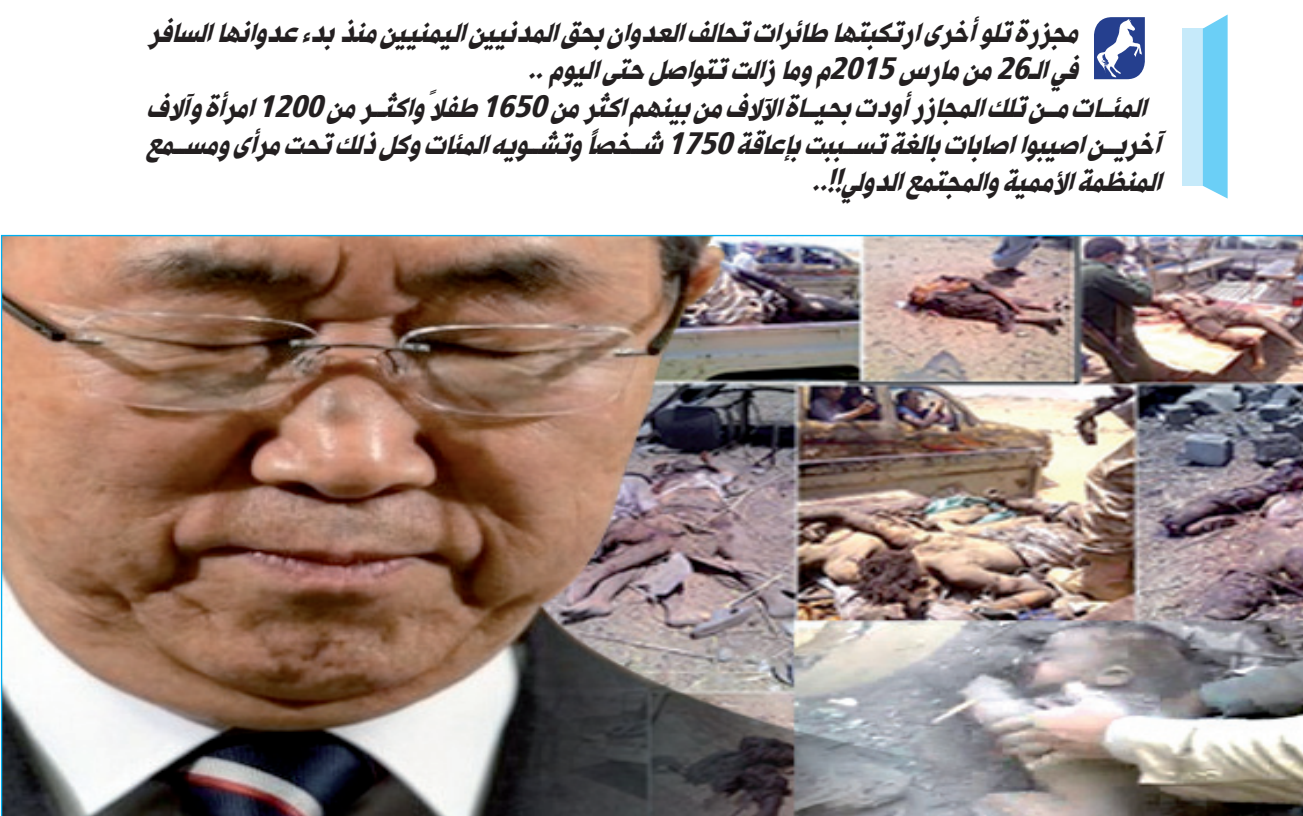 مجزرة تلو أخرى ارتكبتها طائرات تحالف العدوان بحق المدنيين اليمنيين منذ بدء عدوانها السافر
في الـ26 من مارس 2015م وما زالت تتواصل حتى اليوم ..
المئات من تلك المجازر أودت بحياة الآلاف من بينهم اكثر من 1650 طفلاً واكثر من 1200 امرأة وآلاف
آخرين اصيبوا اصابات بالغة تسببت بإعاقة 1750 شخصاً وتشويه المئات وكل ذلك تحت مرأى ومسمع
المنظمة الأممية والمجتمع الدولي!!..